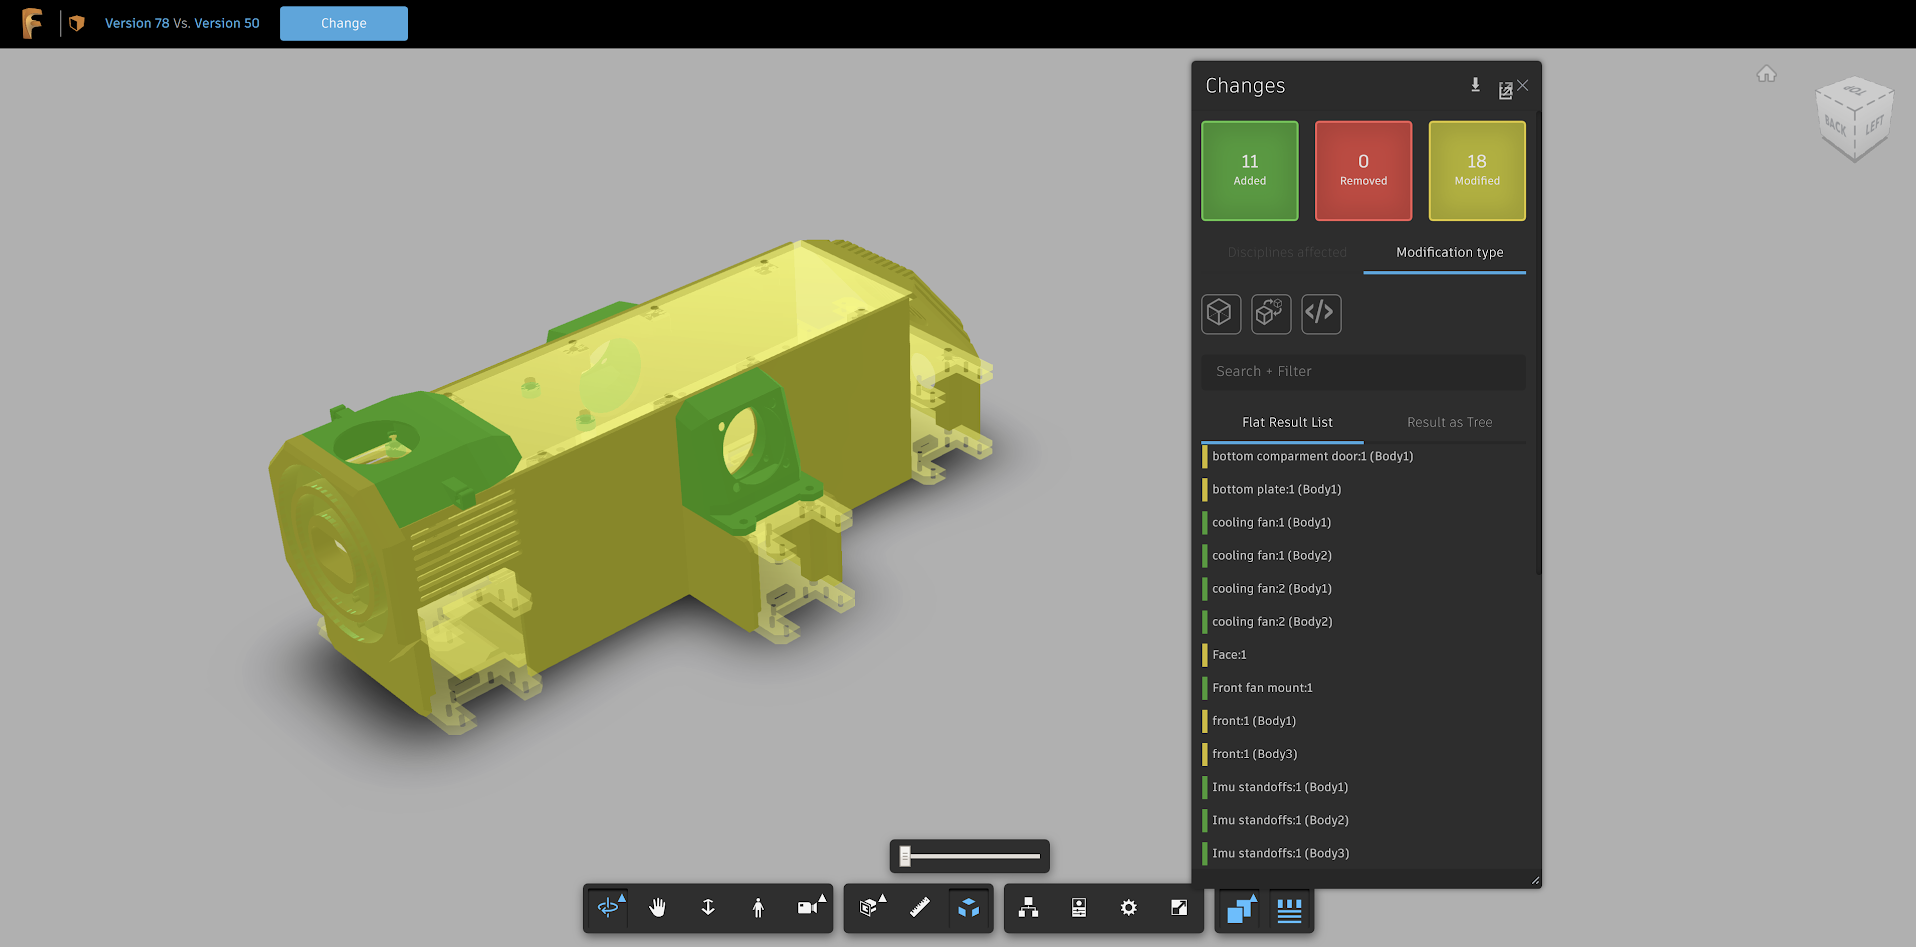 Version 78 Vs. Version 50
Change
Changes
11
Added
0
Removed
18
Modified
Disciplines affected
Modification type
Search + Filter
Flat Result List
Result as Tree
bottom comparment door:1 (Body1)
bottom plate:1 (Body1)
cooling fan:1 (Body1)
cooling fan:1 (Body2)
cooling fan:2 (Body1)
cooling fan:2 (Body2)
Face:1
Front fan mount:1
front:1 (Body1)
front:1 (Body3)
Imu standoffs:1 (Body1)
Imu standoffs:1 (Body2)
Imu standoffs:1 (Body3)
TOP
BACK
LEFT